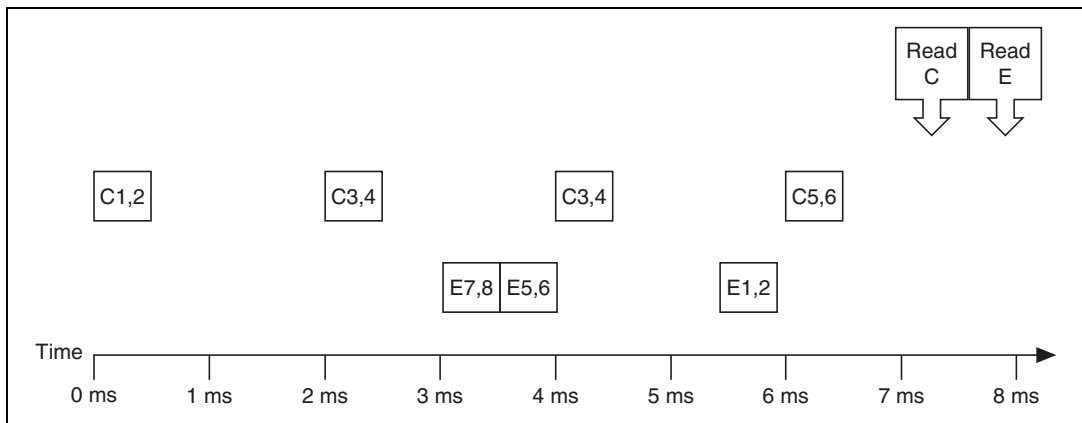 Read C
Read E
C1,2
C3,4
C3,4
C5,6
E7,8
E5,6
E1,2
Time
0 ms
1 ms
2 ms
3 ms
4 ms
5 ms
6 ms
7 ms
8 ms